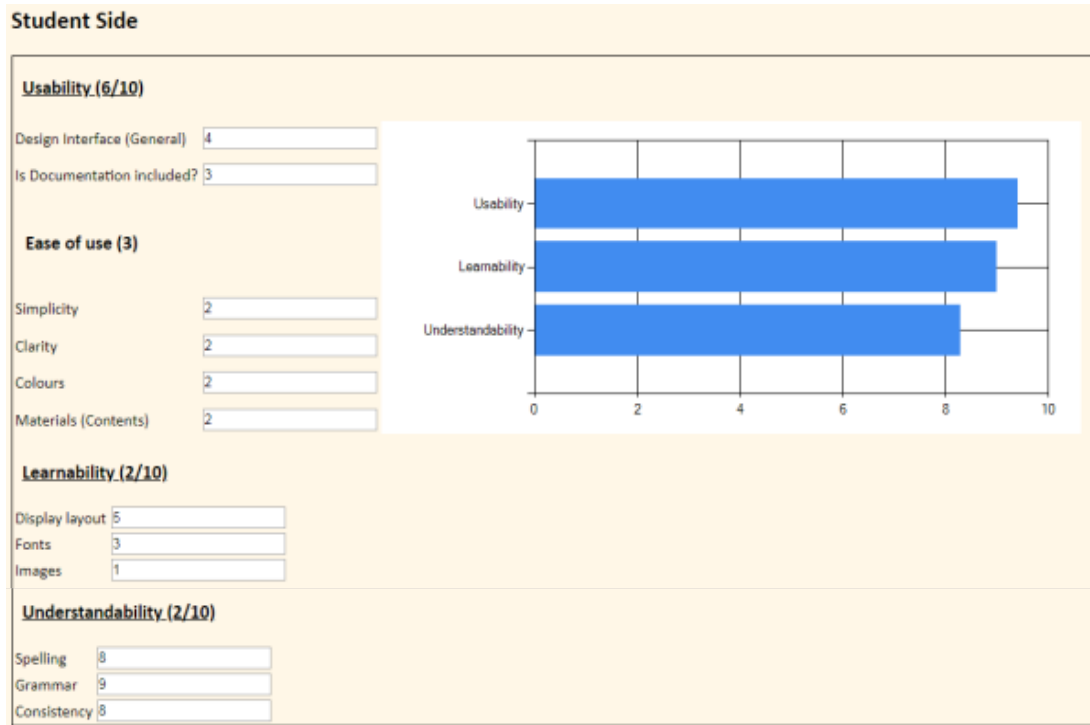 Student Side
Usability (6/10)
Design Interface (General) 4
Is Documentation included? 3
Ease of use (3)
Simplicity 2
Clarity 2
Colours 2
Materials (Contents) 2
Usability
Learnability
Understandability
0 2 4 6 8 10
Learnability (2/10)
Display layout 5
Fonts 3
Images 1
Understandability (2/10)
Spelling 8
Grammar 9
Consistency 8